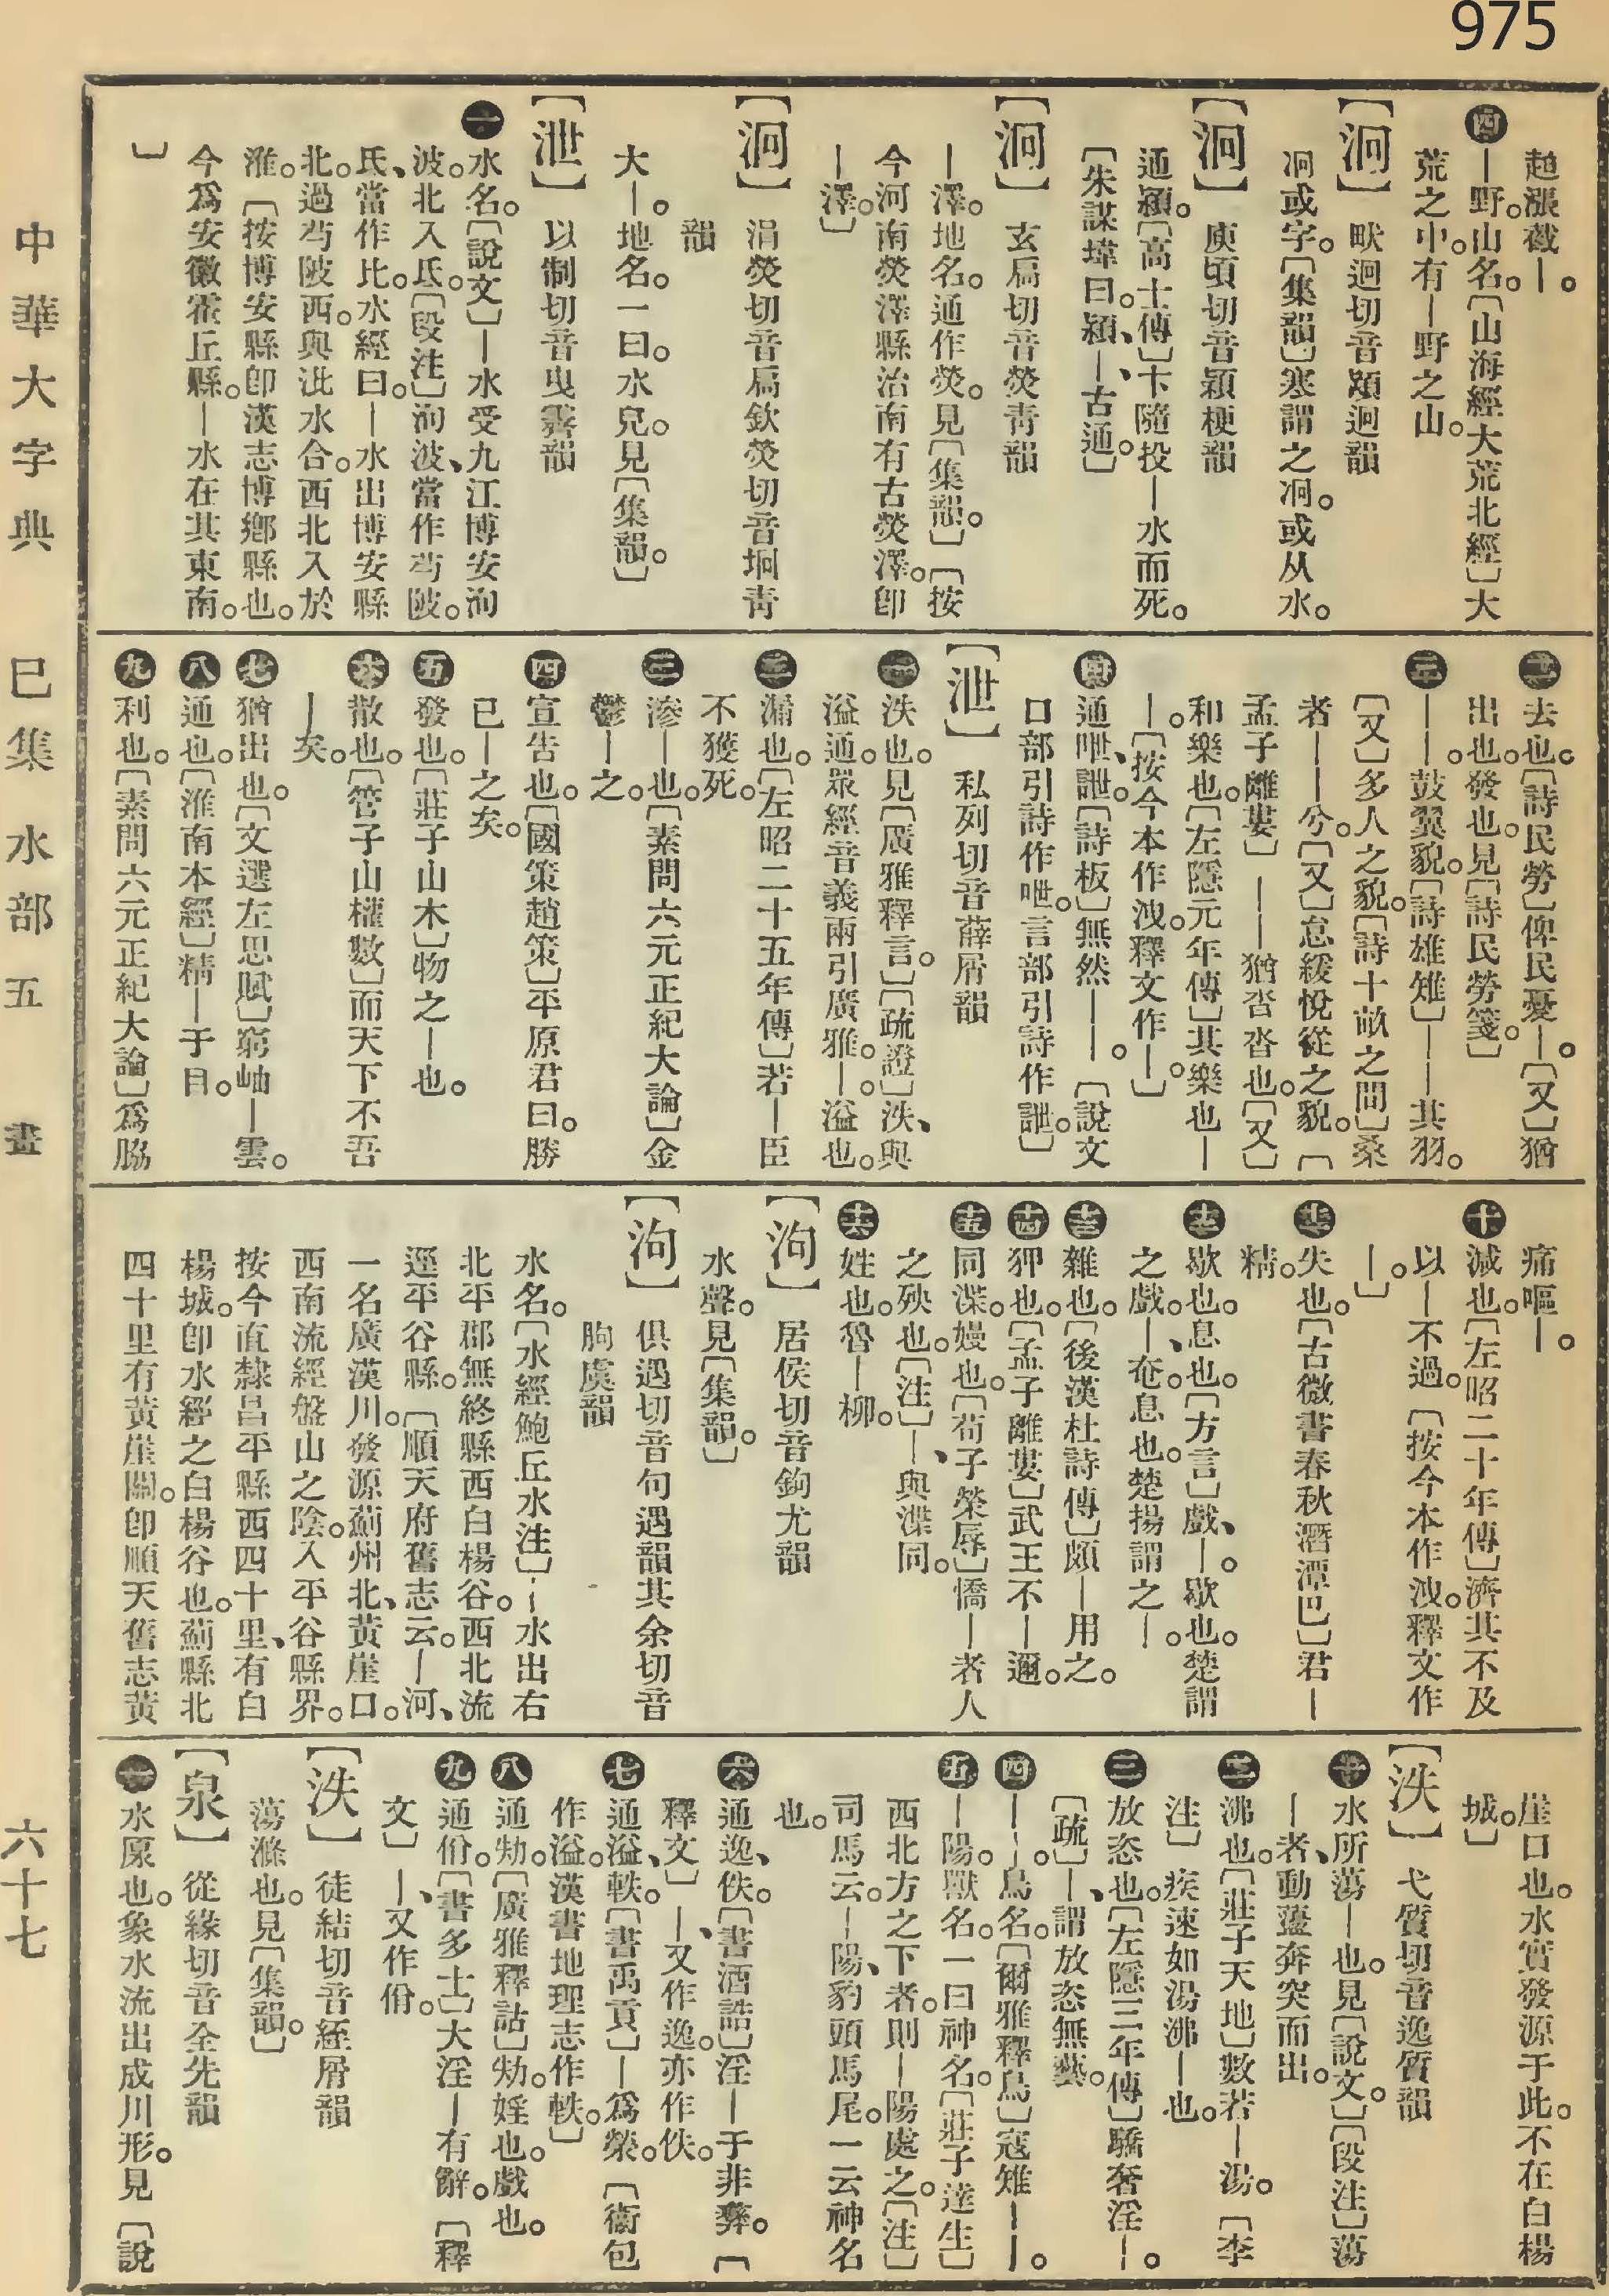 975
趙漲截｜。
四｜野。山名。〔山海經大荒北經〕大
荒之中。有｜野之山。
〔泂〕 畎迥切音熲迥韻
泂或字。〔集韻〕寒謂之泂。或从水。
〔泂〕 庾頃切音潁梗韻
通潁。〔高士傳〕卞隨投｜水而死。
〔朱謀㙔曰。潁、｜、古通。〕
〔泂〕 玄扃切音熒靑韻
｜澤。地名。通作熒。見〔集韻。〕〔按
今河南熒澤縣治南有古熒澤。卽
｜澤。〕
〔泂〕 涓熒切音扃欽熒切音坰靑
韻
大｜。地名。一曰。水皃。見〔集韻。〕
〔泄〕 以制切音曳霽韻
一水名。〔說文〕｜水受九江博安洵
波。北入氐。〔段注〕洵波、當作芍陂。
氐、當作比。水經曰。｜水出博安縣
北。過芍陂西。與沘水合。西北入於
淮。〔按博安縣卽漢志博鄉縣也。
今爲安徽霍丘縣。｜水在其東南。
〕
二去也。〔詩民勞〕俾民憂｜。〔又〕猶
出也。發也。見〔詩民勞箋。〕
三｜｜。鼓翼貌。〔詩雄雉〕｜｜其羽。
〔又〕多人之貌。〔詩十畝之間〕桑
者｜｜兮。〔又〕怠緩悅從之貌。〔
孟子離婁〕｜｜猶沓沓也。〔又〕
和樂也。〔左隱元年傳〕其樂也｜
｜。〔按今本作洩。釋文作｜。〕
四通呭、詍。〔詩板〕無然｜｜。〔說文
口部引詩作呭。言部引詩作詍。〕
〔泄〕 私列切音薛屑韻
一泆也。見〔廣雅釋言。〕〔疏證〕泆、與
溢通。眾經音義兩引廣雅。｜。溢也。
二漏也。〔左昭二十五年傳〕若｜臣
不獲死。
三滲｜也。〔素問六元正紀大論〕金
鬱｜之。
四宣告也。〔國策趙策〕平原君曰。勝
已｜之矣。
五發也。〔莊子山木〕物之｜也。
六散也。〔管子山權數〕而天下不吾
｜矣。
七猶出也。〔文選左思賦〕窮岫｜雲。
八通也。〔淮南本經〕精｜于目。
九利也。〔素問六元正紀大論〕爲脇
痛嘔｜。
十減也。〔左昭二十年傳〕濟其不及
以｜不過。〔按今本作洩。釋文作
｜。〕
十一失也。〔古微書春秋潛潭巴〕君｜
精。
十二歇也。息也。〔方言〕戲、｜。歇也。楚謂
之戲｜、奄。息也。楚揚謂之｜。
十三雜也。〔後漢杜詩傳〕頗｜用之。
十四狎也。〔孟子離婁〕武王不｜邇。
十五同渫。嫚也。〔荀子榮辱〕憍｜者人
之殃也。〔注〕｜、與渫同。
十六姓也。魯｜柳。
〔泃〕 居侯切音鉤尤韻
水聲。見〔集韻。〕
〔泃〕 俱遇切音句遇韻其余切音
朐虞韻
水名。〔水經鮑丘水注〕｜水出右
北平郡無終縣西白楊谷。西北流
逕平谷縣。〔順天府舊志云。｜河、
一名廣漢川。發源薊州北、黃崖口。
西南流經盤山之陰。入平谷縣界。
按今直隸昌平縣西四十里、有白
楊城。卽水經之白楊谷也。薊縣北
四十里有黃崖關。卽順天舊志黃
崖口也。水實發源于此。不在白楊
城。〕
〔泆〕 弋質切音逸質韻
一水所蕩｜也。見〔說文。〕〔段注〕蕩
｜者、動盪奔突而出。
二沸也。〔莊子天地〕數若｜湯。〔李
注〕疾速如湯沸｜也。
三放恣也。〔左隱三年傳〕驕奢淫｜。
〔疏〕｜、謂放恣無藝。
四｜｜。鳥名。〔爾雅釋鳥〕寇雉｜｜。
五｜陽。獸名。一曰神名。〔莊子達生〕
西北方之下者。則｜陽處之。〔注〕
司馬云。｜陽、豹頭馬尾。一云神名
也。
六通逸、佚。〔書酒誥〕淫｜于非彝。〔
釋文〕｜、又作逸。亦作佚。
七通溢、軼。〔書禹貢〕｜爲滎。〔衞包
作溢。漢書地理志作軼。〕
八通劮。〔廣雅釋詁〕劮。婬也。戲也。
九通佾。〔書多士〕大淫｜有辭。〔釋
文〕｜、又作佾。
〔泆〕 徒結切音絰屑韻
蕩滌也。見〔集韻。〕
〔泉〕 從緣切音全先韻
一水原也。象水流出成川形。見〔說
中華大字典 巳集 水部 五畫 六十七